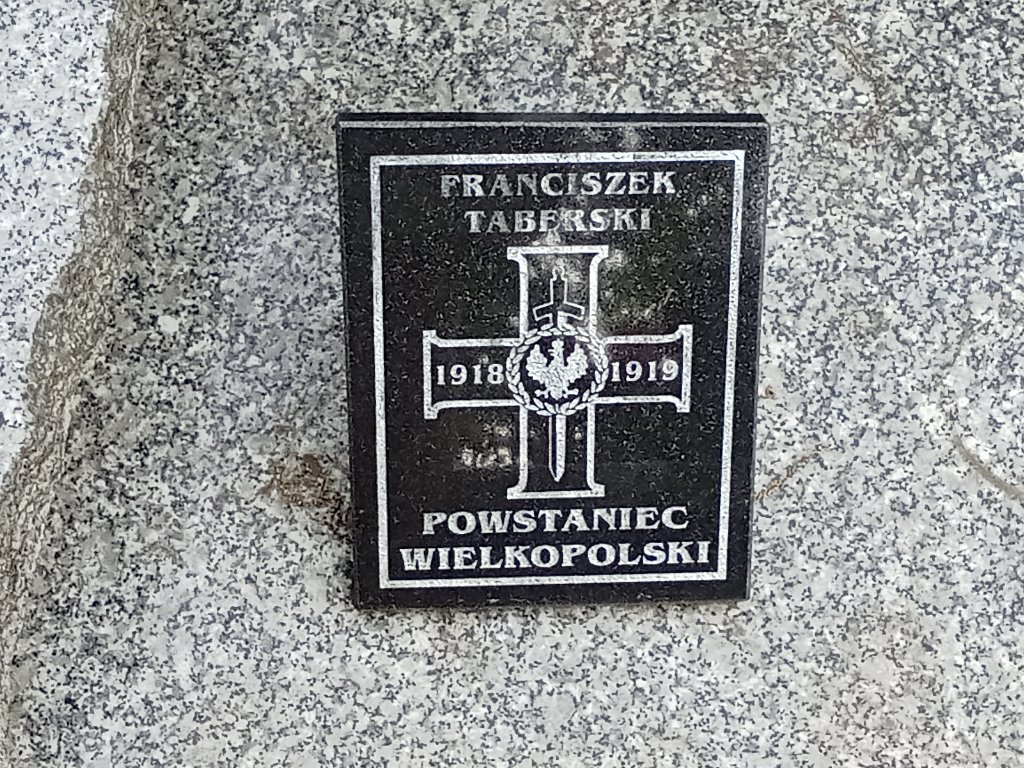 FRANCISZEK
TABERSKI
1918 1919
POWSTANIEC
WIELKOPOLSKI